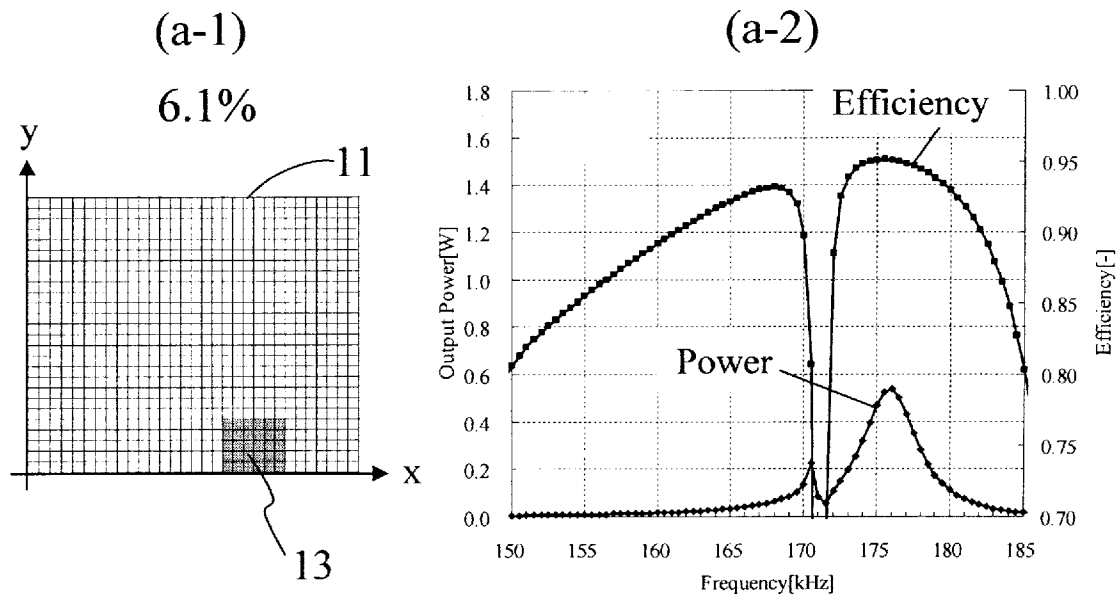 (a-1)
6.1%
y
11
x
13
(a-2)
Output Power[W]
1.8
1.6
1.4
1.2
1.0
0.8
0.6
0.4
0.2
0.0
Efficiency
Power
1.00
0.95
0.90
0.85
0.80
0.75
0.70
Efficiency[-]
150 155 160 165 170 175 180 185
Frequency[kHz]